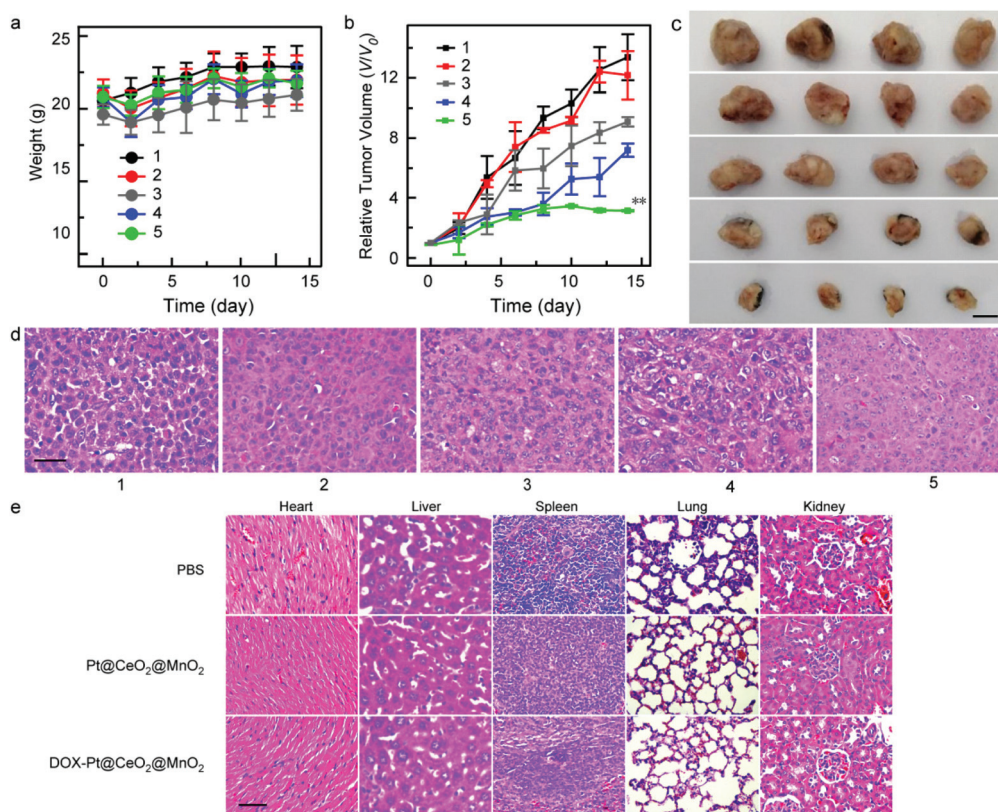 a
25
20
15
10
Weight (g)
1
2
3
4
5
0 5 10 15
Time (day)
b
12
8
4
0
Relative Tumor Volume (V/V₀)
1
2
3
4
5
**
0 5 10 15
Time (day)
c
d
1 2 3 4 5
e
Heart Liver Spleen Lung Kidney
PBS
Pt@CeO₂@MnO₂
DOX-Pt@CeO₂@MnO₂